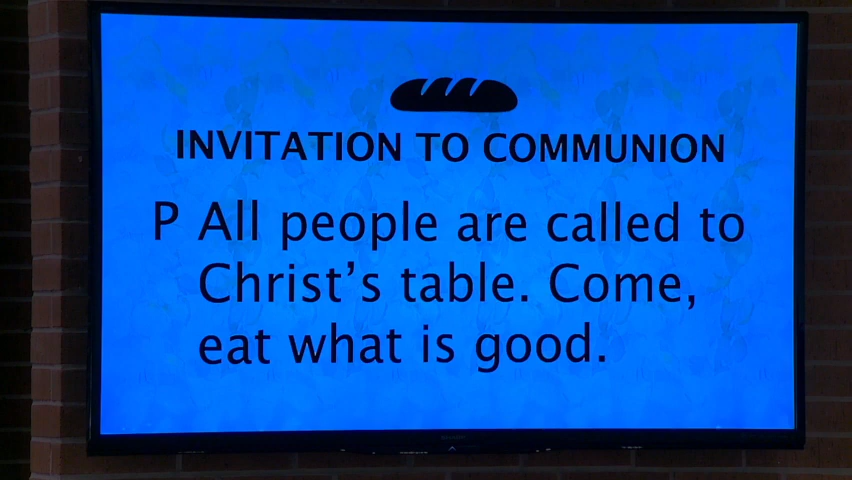 INVITATION TO COMMUNION
P All people are called to
Christ's table. Come,
eat what is good.